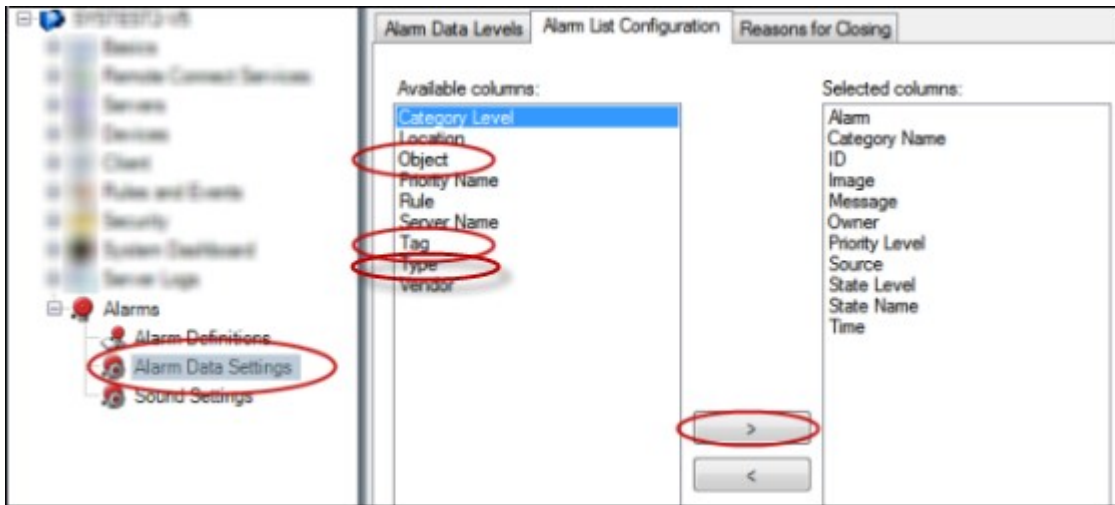 Alarms
Alarm Definitions
Alarm Data Settings
Sound Settings
Alarm Data Levels
Alarm List Configuration
Reasons for Closing
Available columns:
Category Level
Location
Object
Priority Name
Rule
Server Name
Tag
Type
Vendor
>
<
Selected columns:
Alarm
Category Name
ID
Image
Message
Owner
Priority Level
Source
State Level
State Name
Time